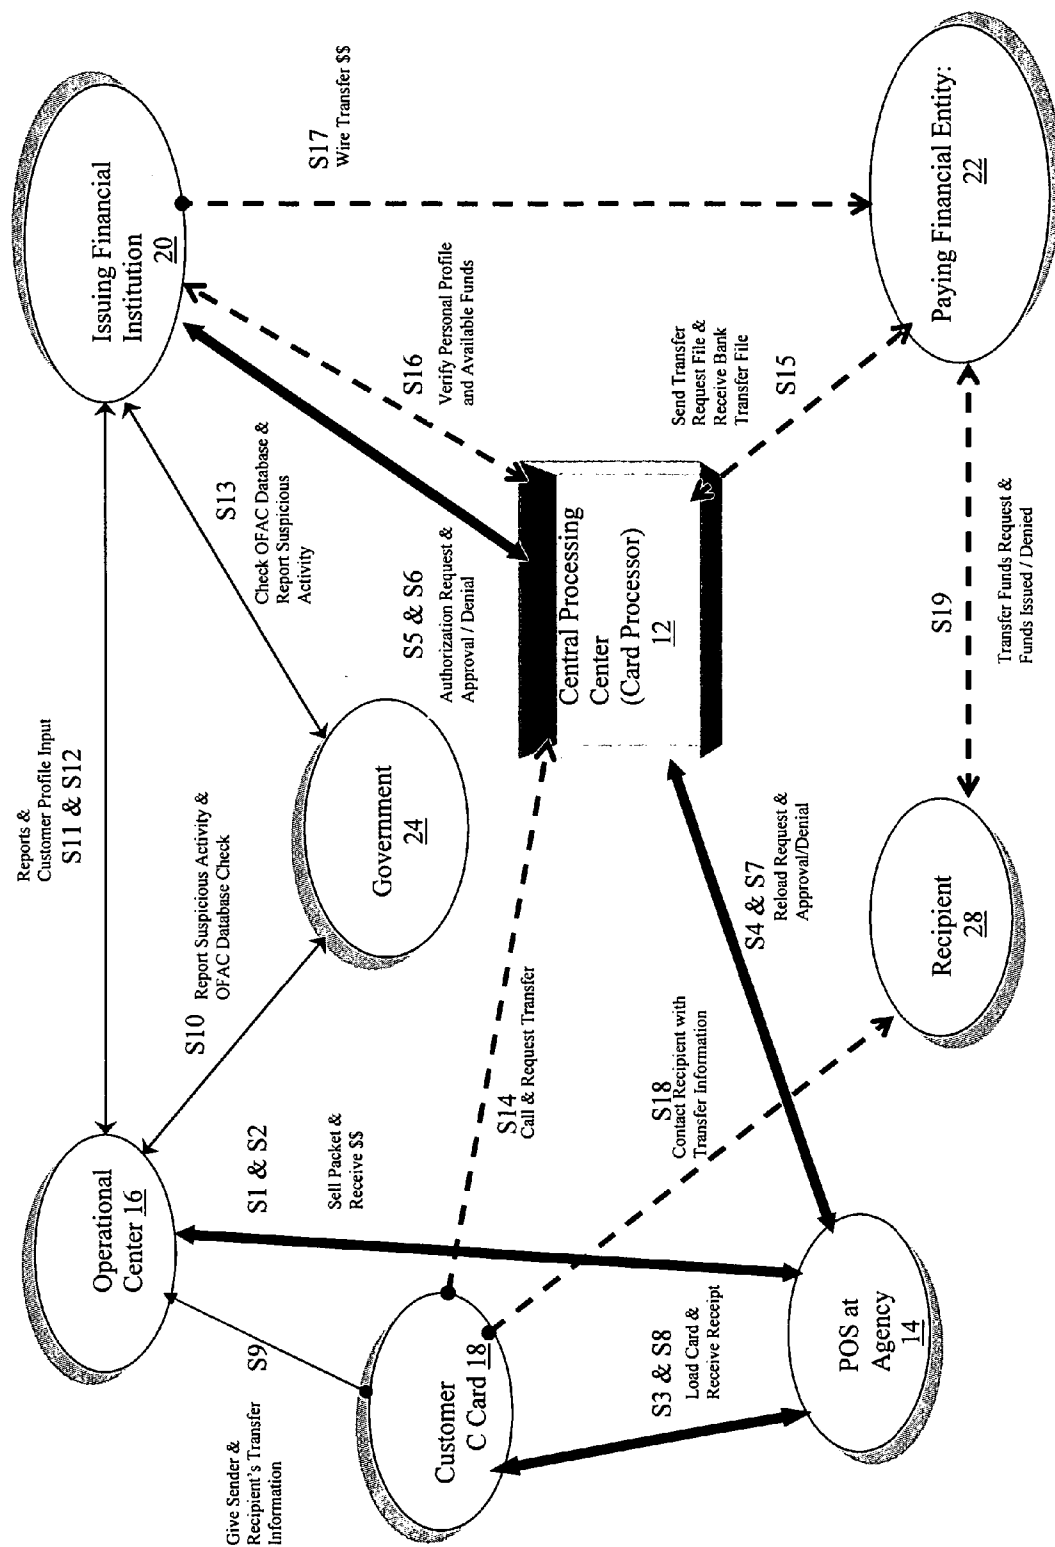 Reports &
Customer Profile Input
S11 & S12
Operational
Center 16
Issuing Financial
Institution
20
S9
Give Sender &
Recipient's Transfer
Information
S10 Report Suspicious Activity &
OFAC Database Check
S13
Check OFAC Database &
Report Suspicious
Activity
S17
Wire Transfer $$
S1 & S2
Sell Packet &
Receive $$
Government
24
S5 & S6
Authorization Request &
Approval / Denial
S16
Verify Personal Profile
and Available Funds
Customer
C Card 18
S14
Call & Request Transfer
Central Processing
Center
(Card Processor)
12
Send Transfer
Request File &
Receive Bank
Transfer File
S15
S3 & S8
Load Card &
Receive Receipt
S18
Contact Recipient with
Transfer Information
S4 & S7
Reload Request &
Approval/Denial
POS at
Agency
14
Recipient
28
S19
Transfer Funds Request &
Funds Issued / Denied
Paying Financial Entity:
22